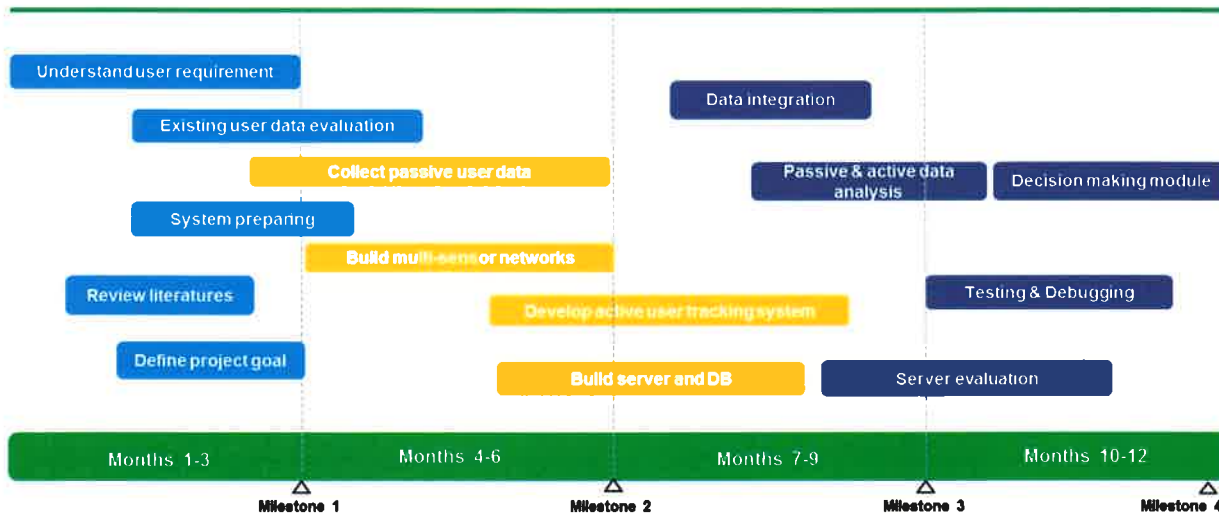 Understand user requirement
Data integration
Existing user data evaluation
Collect passive user data
Passive & active data
analysis
Decision making module
System preparing
Build multi-sensor networks
Review literatures
Develop active user tracking system
Testing & Debugging
Define project goal
Build server and DB
Server evaluation
Months 1-3
Months 4-6
Months 7-9
Months 10-12
Milestone 1
Milestone 2
Milestone 3
Milestone 4